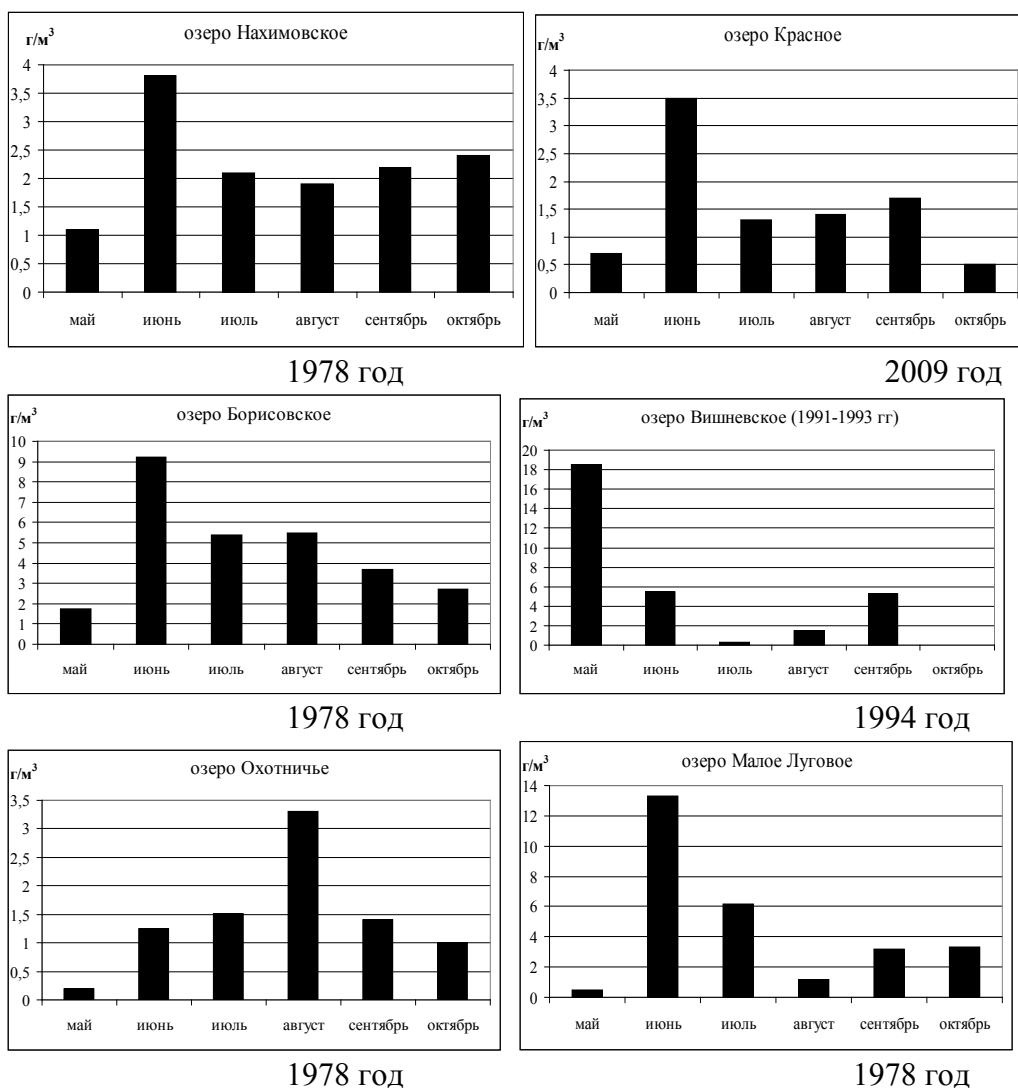 озеро Нахимовское
г/м³
4
3,5
3
2,5
2
1,5
1
0,5
0
май июнь июль август сентябрь октябрь
1978 год
озеро Красное
г/м³
4
3,5
3
2,5
2
1,5
1
0,5
0
май июнь июль август сентябрь октябрь
2009 год
озеро Борисовское
г/м³
10
9
8
7
6
5
4
3
2
1
0
май июнь июль август сентябрь октябрь
1978 год
озеро Вишневское (1991-1993 гг)
г/м³
20
18
16
14
12
10
8
6
4
2
0
май июнь июль август сентябрь октябрь
1994 год
озеро Охотничье
г/м³
3,5
3
2,5
2
1,5
1
0,5
0
май июнь июль август сентябрь октябрь
1978 год
озеро Малое Луговое
г/м³
14
12
10
8
6
4
2
0
май июнь июль август сентябрь октябрь
1978 год